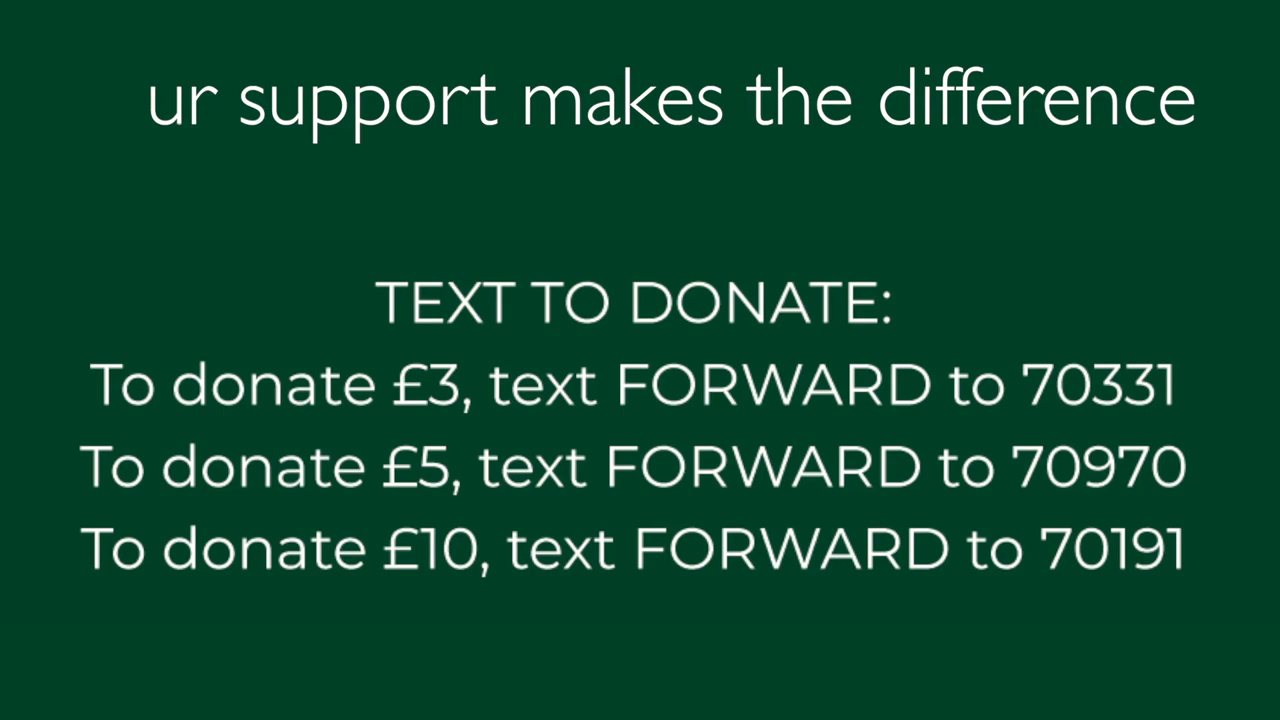 ur support makes the difference
TEXT TO DONATE:
To donate £3, text FORWARD to 70331
To donate £5, text FORWARD to 70970
To donate £10, text FORWARD to 70191